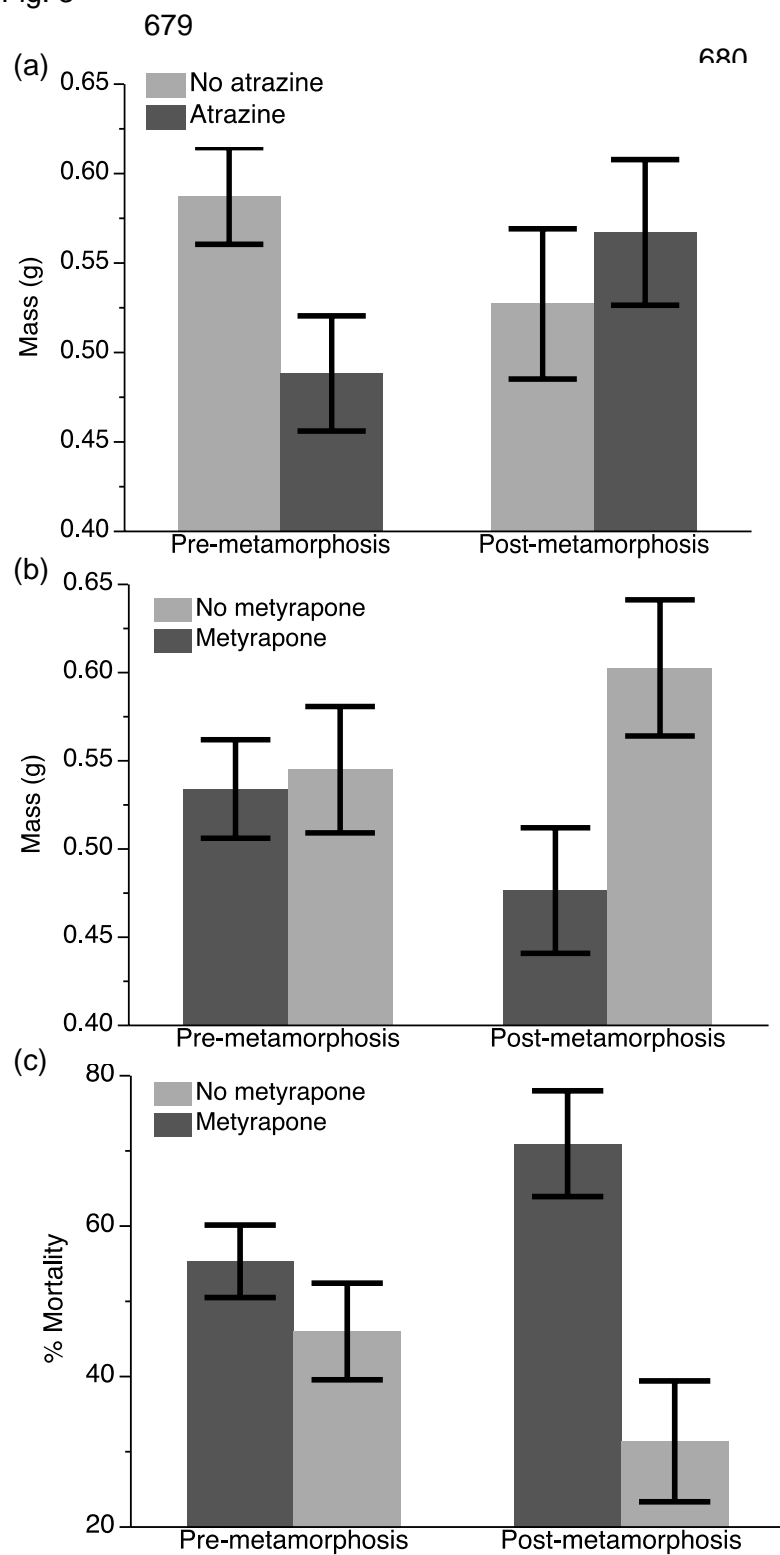 Fig.
679
680
(a)
No atrazine
Atrazine
0.65
0.60
0.55
0.50
0.45
0.40
Mass (g)
Pre-metamorphosis
Post-metamorphosis
(b)
No metyrapone
Metyrapone
0.65
0.60
0.55
0.50
0.45
0.40
Mass (g)
Pre-metamorphosis
Post-metamorphosis
(c)
No metyrapone
Metyrapone
80
60
40
20
% Mortality
Pre-metamorphosis
Post-metamorphosis